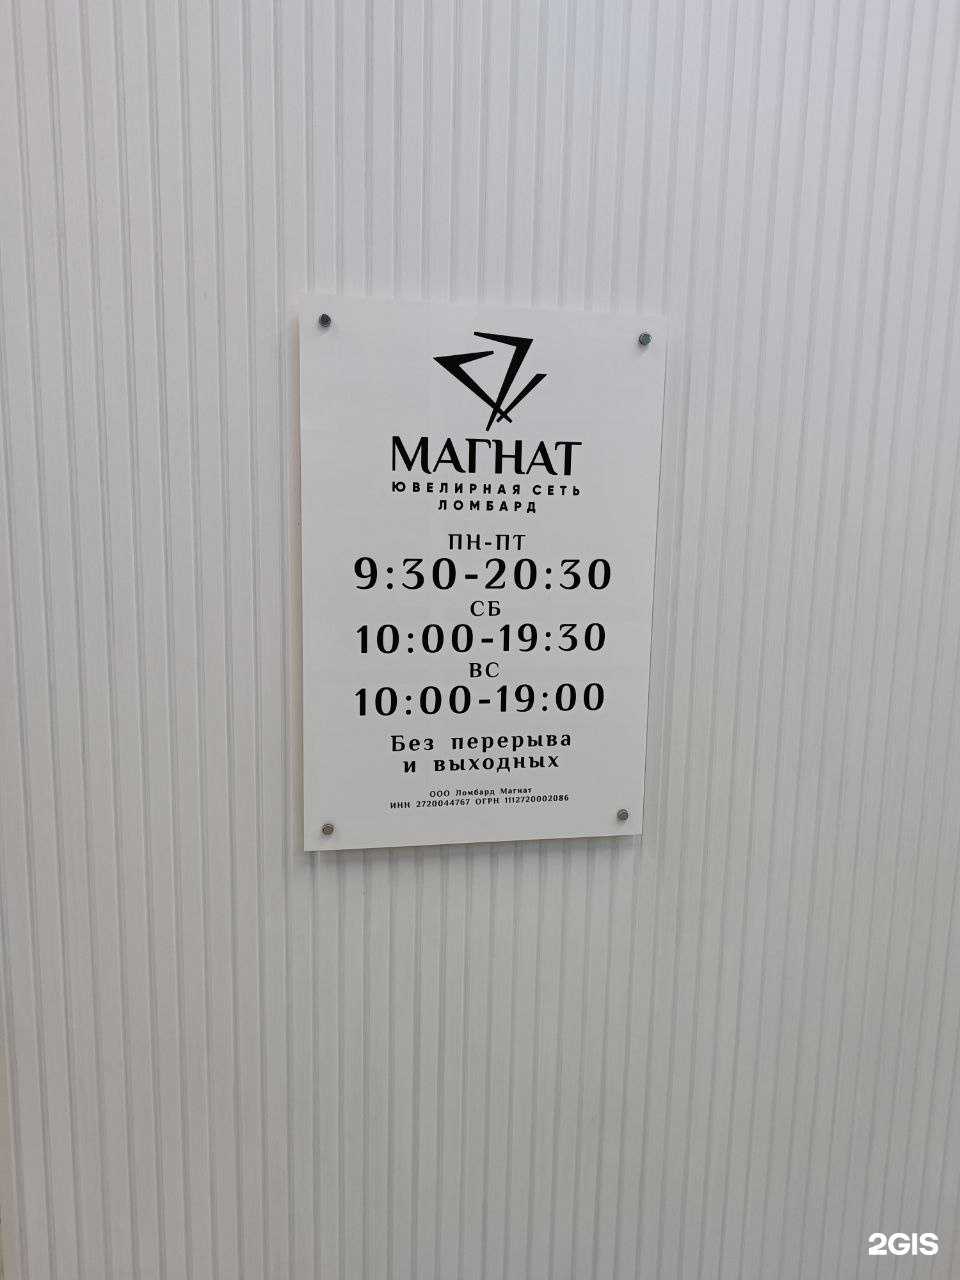 МАГНАТ
ЮВЕЛИРНАЯ СЕТЬ
ЛОМБАРД
ПН-ПТ
9:30-20:30
СБ
10:00-19:30
ВС
10:00-19:00
Без перерыва
и выходных
ООО Ломбард Магнат
ИНН 2720044767 ОГРН 1112720002086
2GIS